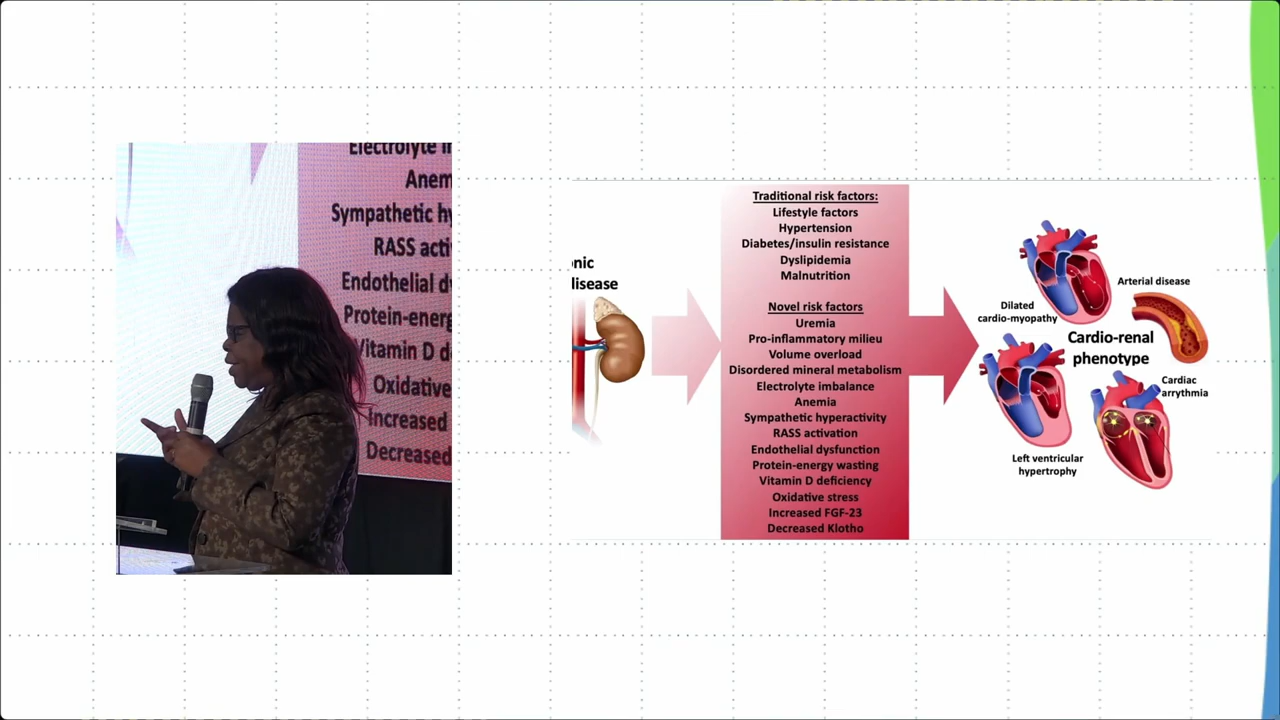 Electrolyte i
Anem
Sympathetic hy
RASS acti
Endothelial d
Protein-energ
Vitamin D d
Oxidative
Increased
Decreased
onic
disease
Traditional risk factors:
Lifestyle factors
Hypertension
Diabetes/insulin resistance
Dyslipidemia
Malnutrition
Novel risk factors
Uremia
Pro-inflammatory milieu
Volume overload
Disordered mineral metabolism
Electrolyte imbalance
Anemia
Sympathetic hyperactivity
RASS activation
Endothelial dysfunction
Protein-energy wasting
Vitamin D deficiency
Oxidative stress
Increased FGF-23
Decreased Klotho
Dilated
cardio-myopathy
Arterial disease
Cardio-renal
phenotype
Cardiac
arrythmia
Left ventricular
hypertrophy